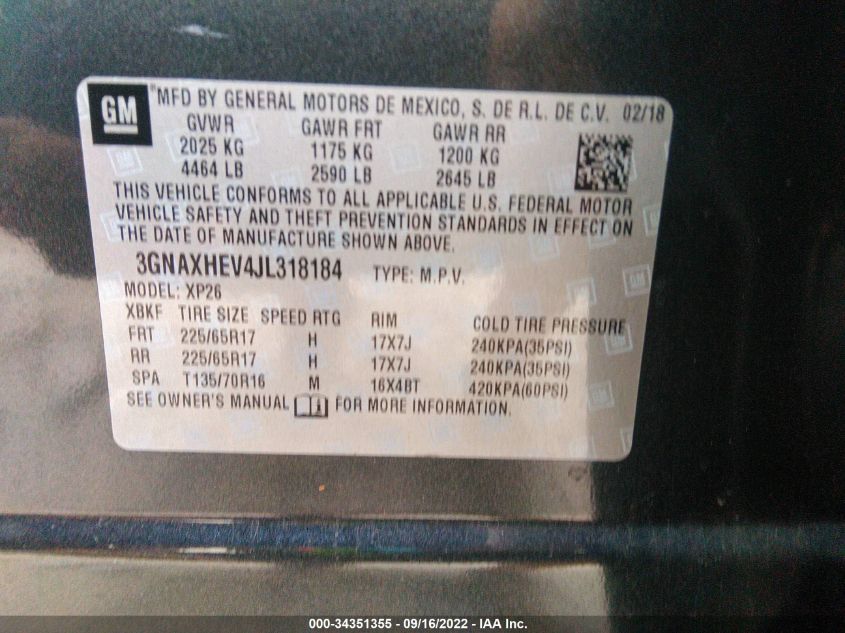 GM
®MFD BY GENERAL MOTORS DE MEXICO, S. DE R.L. DE C.V. 02/18
GVWR GAWR FRT GAWR RR
2025 KG 1175 KG 1200 KG
4464 LB 2590 LB 2645 LB
THIS VEHICLE CONFORMS TO ALL APPLICABLE U.S. FEDERAL MOTOR
VEHICLE SAFETY AND THEFT PREVENTION STANDARDS IN EFFECT ON
THE DATE OF MANUFACTURE SHOWN ABOVE.
3GNAXHEV4JL318184 TYPE: M.P.V.
MODEL: XP26
XBKF TIRE SIZE SPEED RTG RIM COLD TIRE PRESSURE
FRT 225/65R17 H 17X7J 240KPA(35PSI)
RR 225/65R17 H 17X7J 240KPA(35PSI)
SPA T135/70R16 M 16X4BT 420KPA(60PSI)
SEE OWNER'S MANUAL FOR MORE INFORMATION.
000-34351355 - 09/16/2022 - IAA Inc.